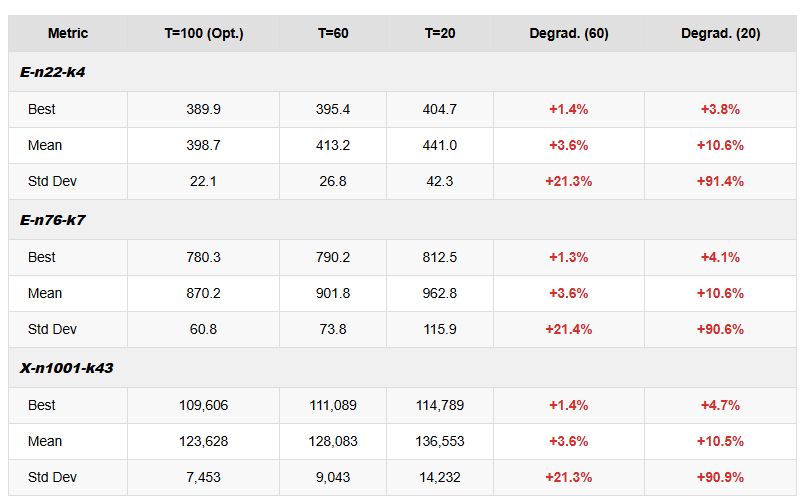 Metric T=100 (Opt.) T=60 T=20 Degrad. (60) Degrad. (20)
E-n22-k4
Best 389.9 395.4 404.7 +1.4% +3.8%
Mean 398.7 413.2 441.0 +3.6% +10.6%
Std Dev 22.1 26.8 42.3 +21.3% +91.4%
E-n76-k7
Best 780.3 790.2 812.5 +1.3% +4.1%
Mean 870.2 901.8 962.8 +3.6% +10.6%
Std Dev 60.8 73.8 115.9 +21.4% +90.6%
X-n1001-k43
Best 109,606 111,089 114,789 +1.4% +4.7%
Mean 123,628 128,083 136,553 +3.6% +10.5%
Std Dev 7,453 9,043 14,232 +21.3% +90.9%